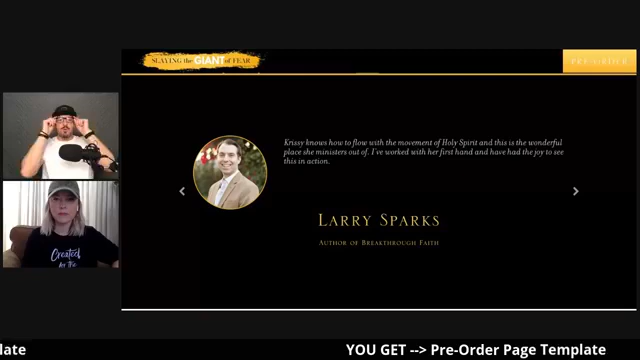 SLAYING the GIANT of FEAR
PRE-ORDER
Krissy knows how to flow with the movement of Holy Spirit and this is the wonderful
place she ministers out of. I've worked with her first hand and have had the joy to see
this in action.
LARRY SPARKS
AUTHOR OF BREAKTHROUGH FAITH
Created
for the
late
YOU GET --> Pre-Order Page Template